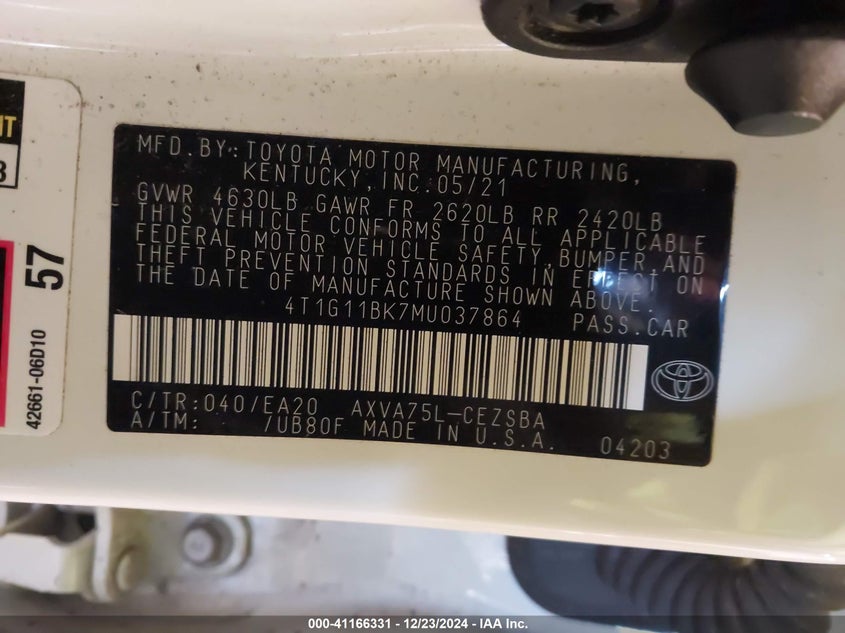 MFD. BY: TOYOTA MOTOR MANUFACTURING,
KENTUCKY, INC. 05/21
GVWR 4630LB GAWR FR 2620LB RR 2420LB
THIS VEHICLE CONFORMS TO ALL APPLICABLE
FEDERAL MOTOR VEHICLE SAFETY, BUMPER AND
THEFT PREVENTION STANDARDS IN EFFECT ON
THE DATE OF MANUFACTURE SHOWN ABOVE.
4T1G11BK7MU037864 PASS. CAR
C/TR: 040/EA20 AXVA75L-CEZSBA
A/TM: /UB80F MADE IN U.S.A. 04203
57
42661-06D10
000-41166331 - 12/23/2024 - IAA Inc.